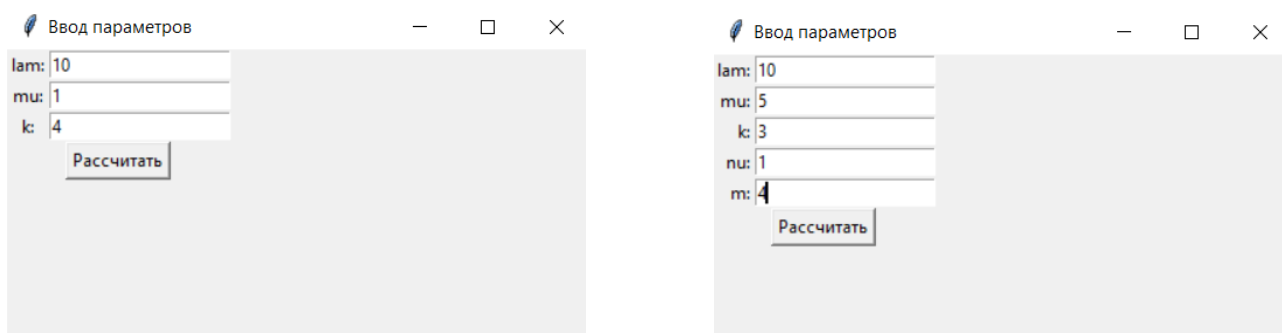 Ввод параметров
lam: 10
mu: 1
k: 4
Рассчитать
Ввод параметров
lam: 10
mu: 5
k: 3
nu: 1
m: 4
Рассчитать